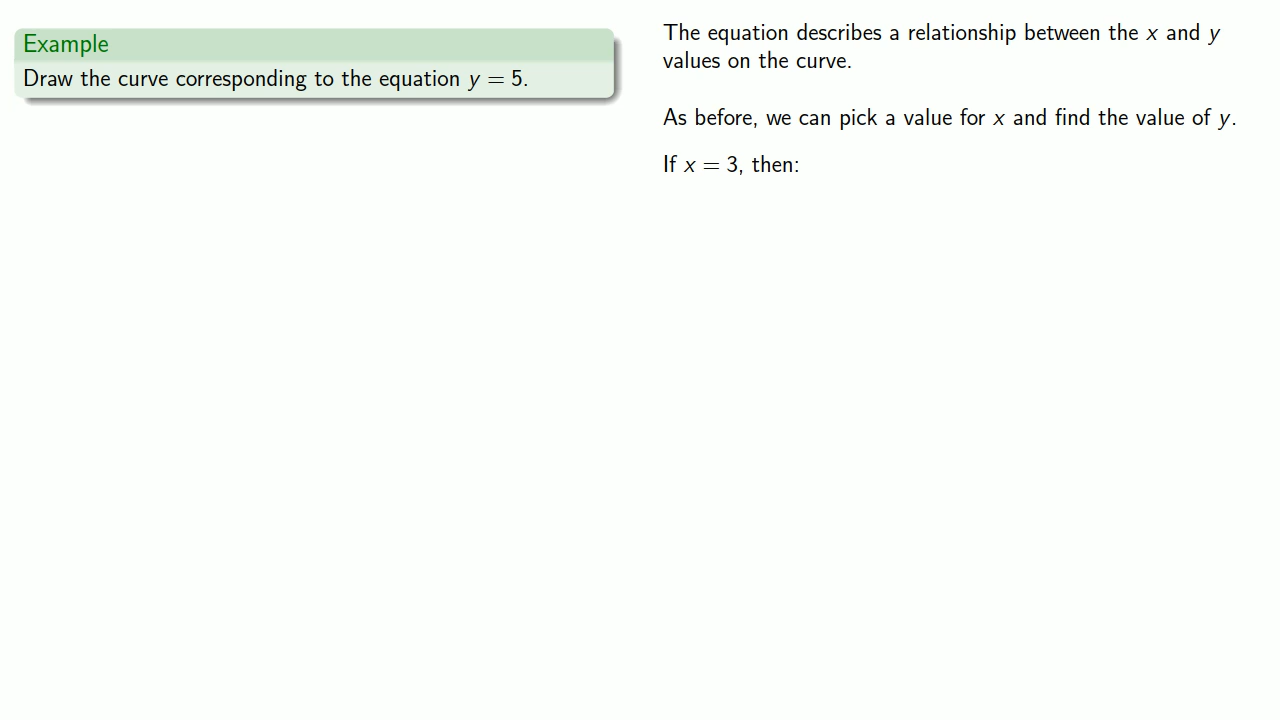 Example
Draw the curve corresponding to the equation y = 5.
The equation describes a relationship between the x and y
values on the curve.
As before, we can pick a value for x and find the value of y.
If x = 3, then: